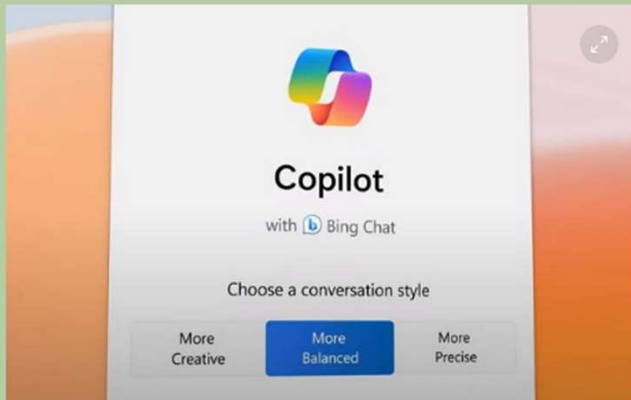 Copilot
with b Bing Chat
Choose a conversation style
More
Creative
More
Balanced
More
Precise